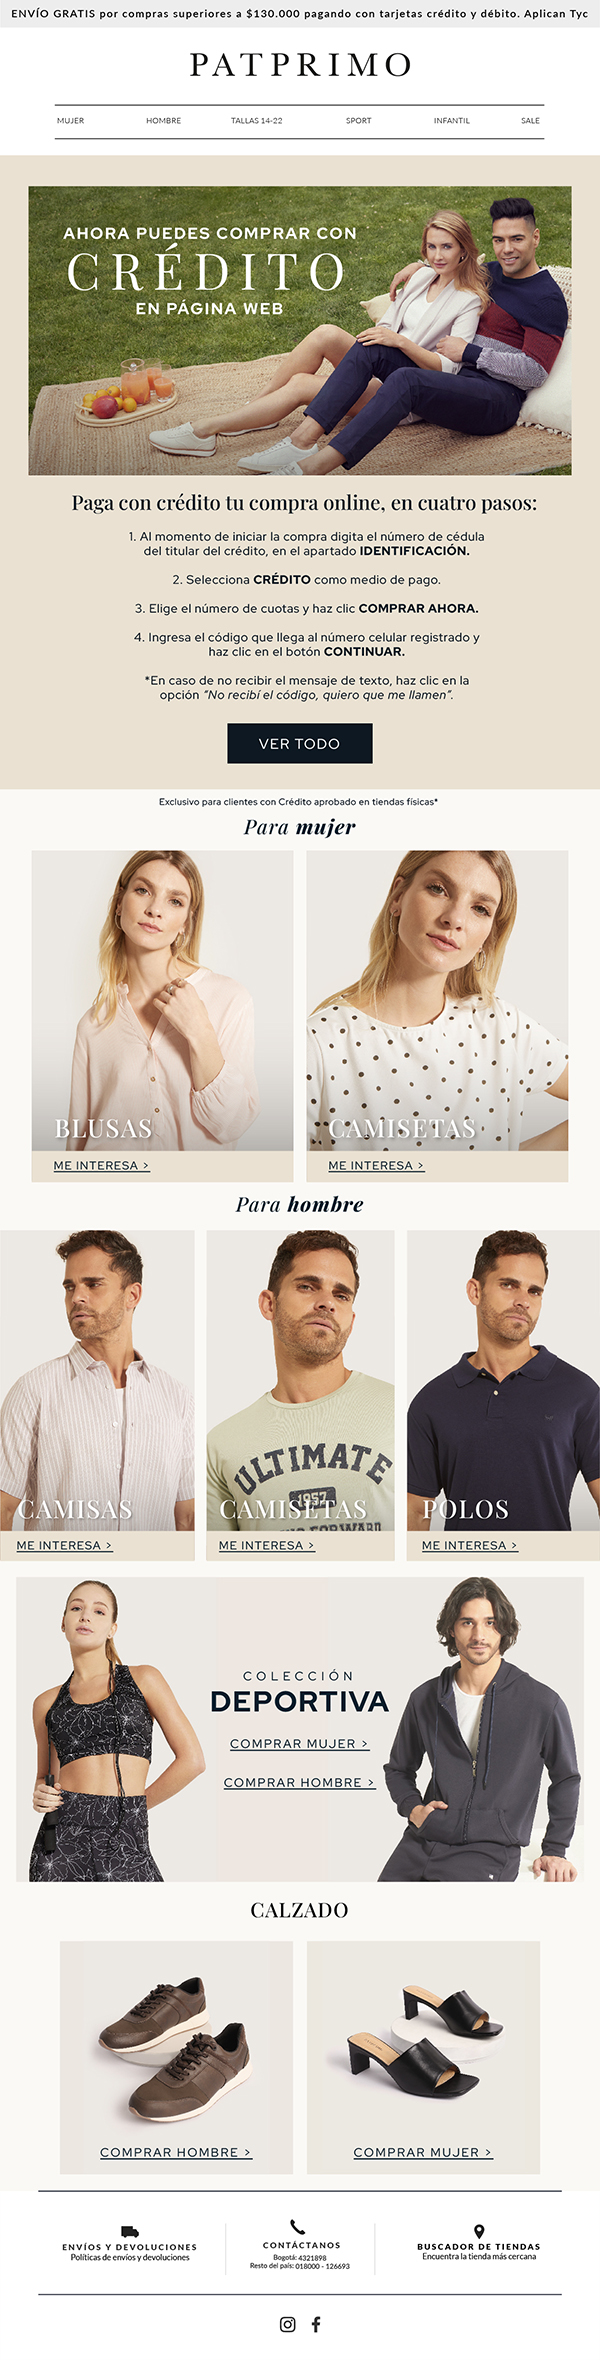 ENVÍO GRATIS por compras superiores a $130.000 pagando con tarjetas crédito y débito. Aplican Tyc
PATPRIMO
MUJER HOMBRE TALLAS 14-22 SPORT INFANTIL SALE
AHORA PUEDES COMPRAR CON
CRÉDITO
EN PÁGINA WEB
Paga con crédito tu compra online, en cuatro pasos:
1. Al momento de iniciar la compra digita el número de cédula
del titular del crédito, en el apartado IDENTIFICACIÓN.
2. Selecciona CRÉDITO como medio de pago.
3. Elige el número de cuotas y haz clic COMPRAR AHORA.
4. Ingresa el código que llega al número celular registrado y
haz clic en el botón CONTINUAR.
*En caso de no recibir el mensaje de texto, haz clic en la
opción “No recibí el código, quiero que me llamen”.
VER TODO
Exclusivo para clientes con Crédito aprobado en tiendas físicas*
Para mujer
BLUSAS
ME INTERESA >
CAMISETAS
ME INTERESA >
Para hombre
CAMISAS
ME INTERESA >
ULTIMATE
1957
FORWARD
CAMISETAS
ME INTERESA >
POLOS
ME INTERESA >
COLECCIÓN
DEPORTIVA
COMPRAR MUJER >
COMPRAR HOMBRE >
CALZADO
COMPRAR HOMBRE >
COMPRAR MUJER >
ENVÍOS Y DEVOLUCIONES
Políticas de envíos y devoluciones
CONTÁCTANOS
Bogotá: 4321898
Resto del país: 018000 - 126693
BUSCADOR DE TIENDAS
Encuentra la tienda más cercana